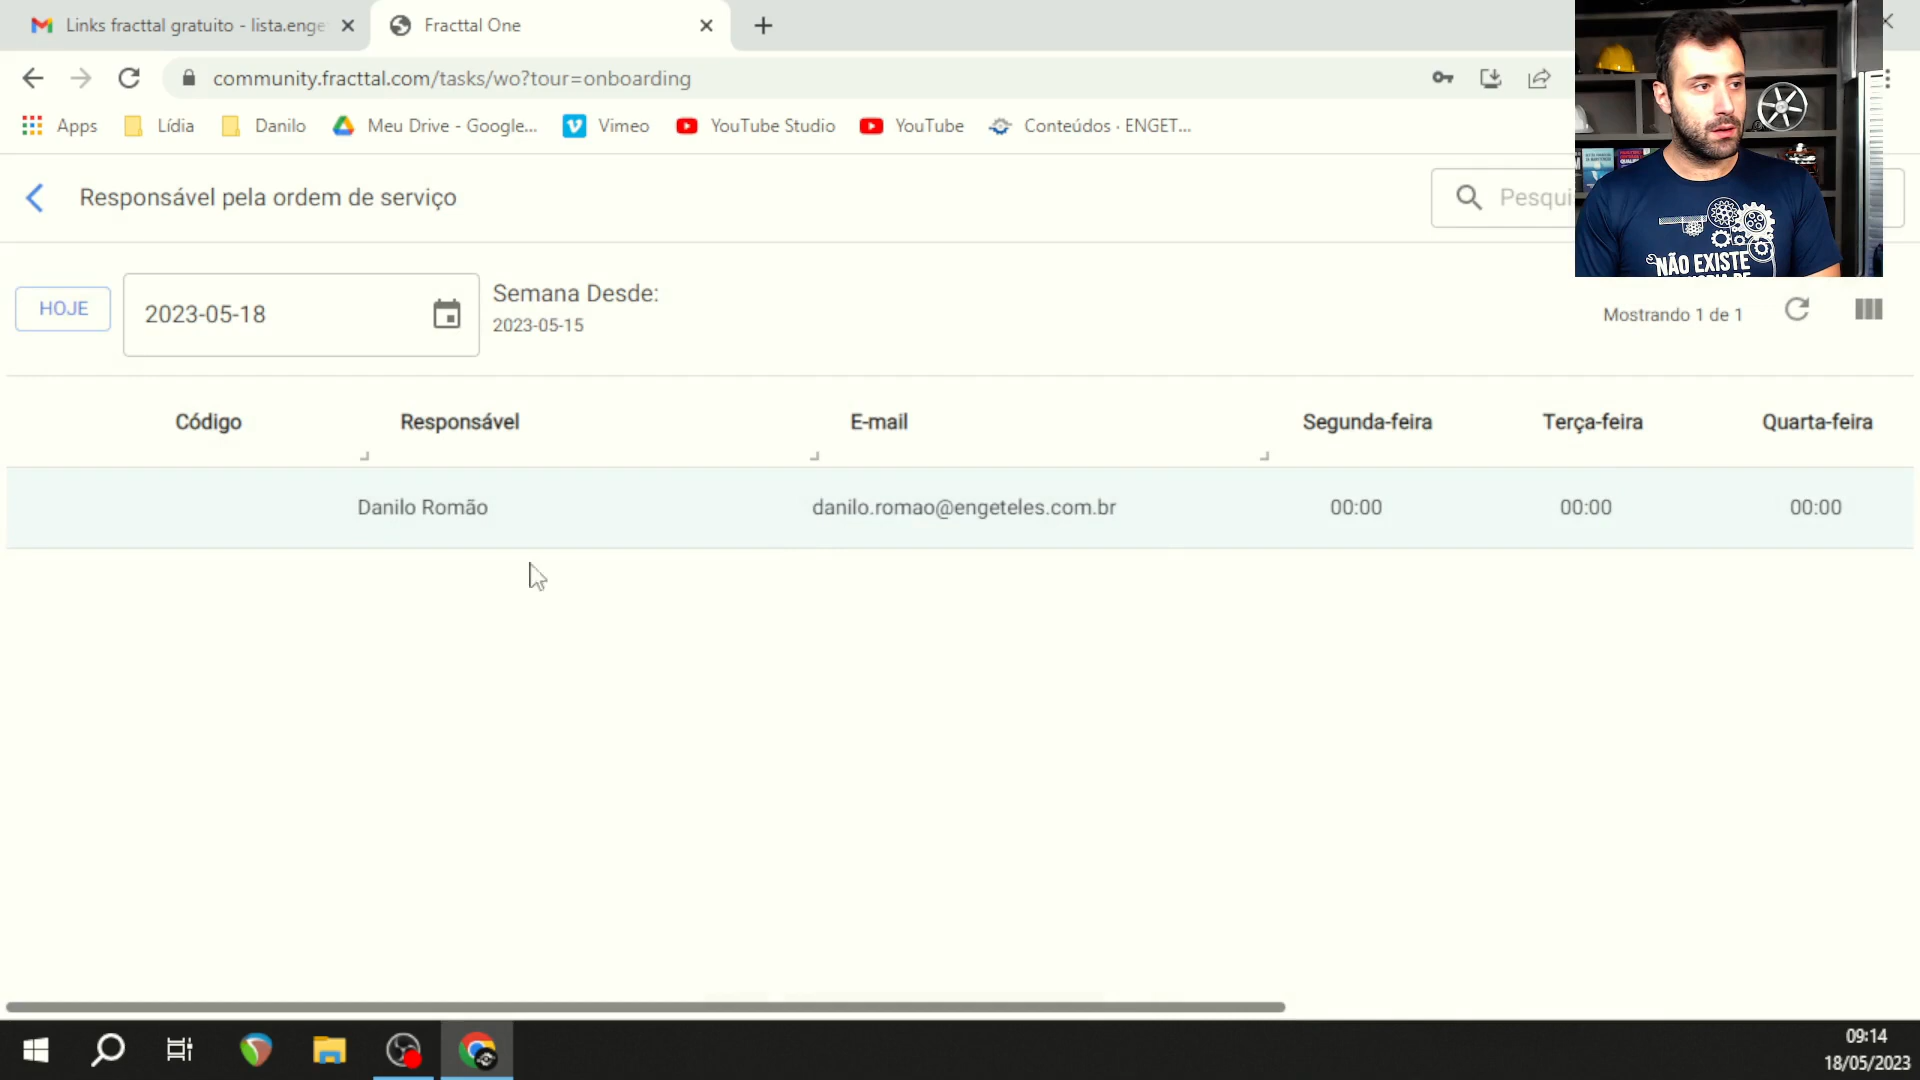 Links fracttal gratuito - lista.enge
Fracttal One
community.fracttal.com/tasks/wo?tour=onboarding
Apps
Lídia
Danilo
Meu Drive - Google...
Vimeo
YouTube Studio
YouTube
Conteúdos · ENGET...
Responsável pela ordem de serviço
Pesqui
NÃO EXISTE
HOJE
2023-05-18
Semana Desde:
2023-05-15
Mostrando 1 de 1
Código
Responsável
E-mail
Segunda-feira
Terça-feira
Quarta-feira
Danilo Romão
danilo.romao@engeteles.com.br
00:00
00:00
00:00
09:14
18/05/2023